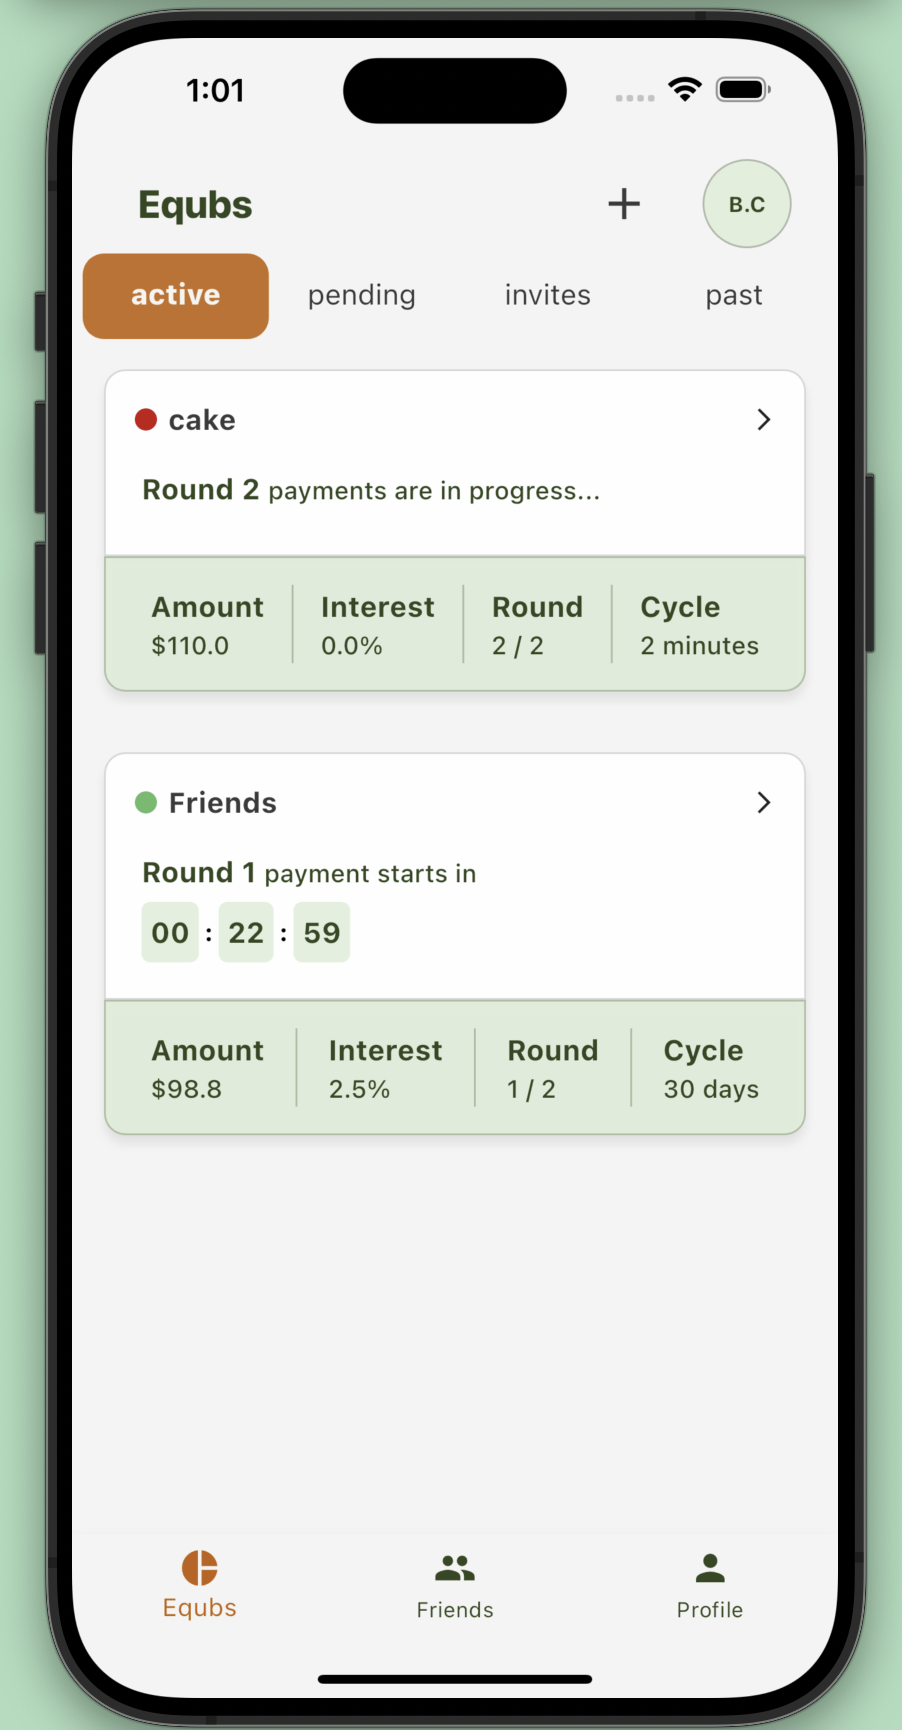 1:01
Equbs
B.C
active pending invites past
cake
Round 2 payments are in progress...
Amount Interest Round Cycle
$110.0 0.0% 2 / 2 2 minutes
Friends
Round 1 payment starts in
00 : 22 : 59
Amount Interest Round Cycle
$98.8 2.5% 1 / 2 30 days
Equbs Friends Profile